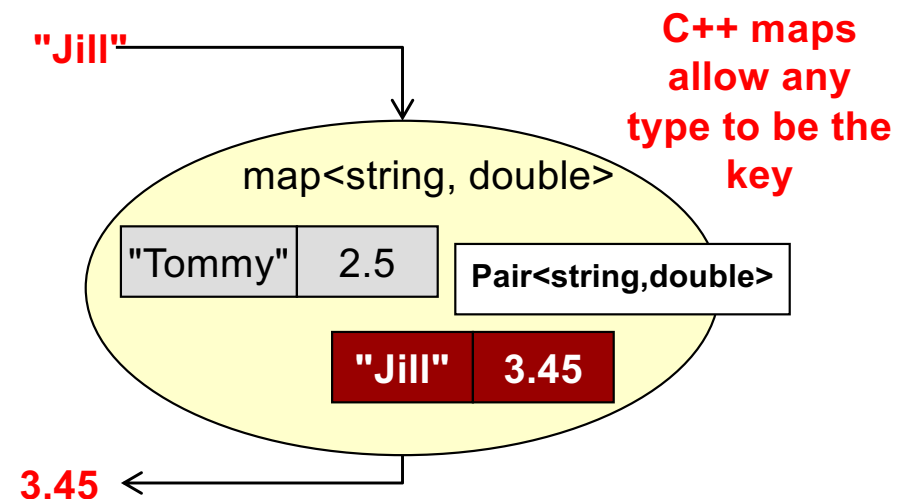 "Jill"
C++ maps
allow any
type to be the
key
map<string, double>
"Tommy" 2.5
Pair<string,double>
"Jill" 3.45
3.45